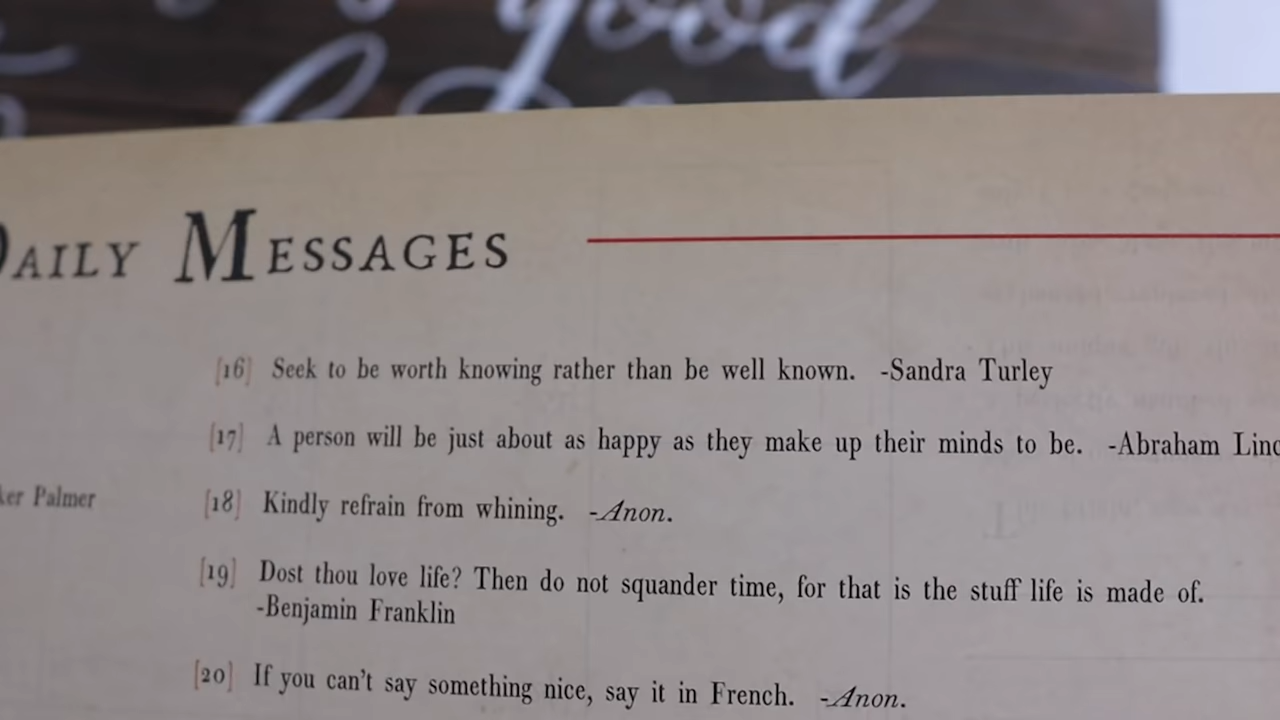 good
DAILY MESSAGES
[16] Seek to be worth knowing rather than be well known. -Sandra Turley
[17] A person will be just about as happy as they make up their minds to be. -Abraham Linc
ker Palmer
[18] Kindly refrain from whining. -Anon.
[19] Dost thou love life? Then do not squander time, for that is the stuff life is made of.
-Benjamin Franklin
[20] If you can't say something nice, say it in French. -Anon.